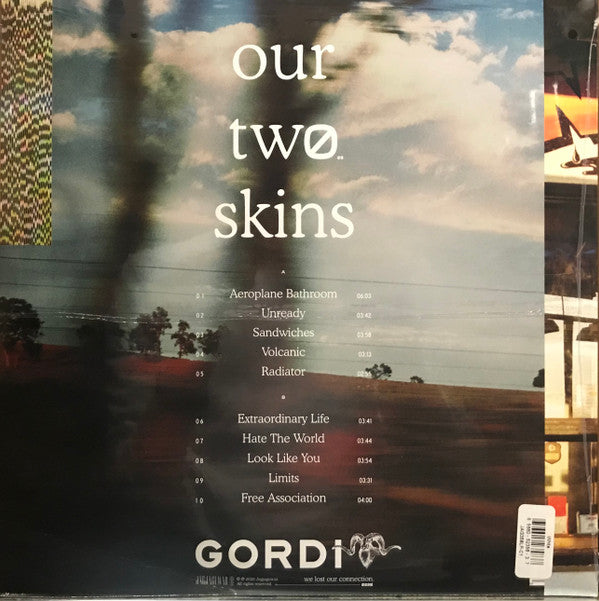 our
twø..
skins
A
01 Aeroplane Bathroom 06:03
02 Unready 03:42
03 Sandwiches 03:58
04 Volcanic 03:13
05 Radiator
B
06 Extraordinary Life 03:41
07 Hate The World 03:44
08 Look Like You 03:54
09 Limits 03:31
10 Free Association 04:00
GORDi
JAGJAGUWAR
All rights reserved
we lost our connection